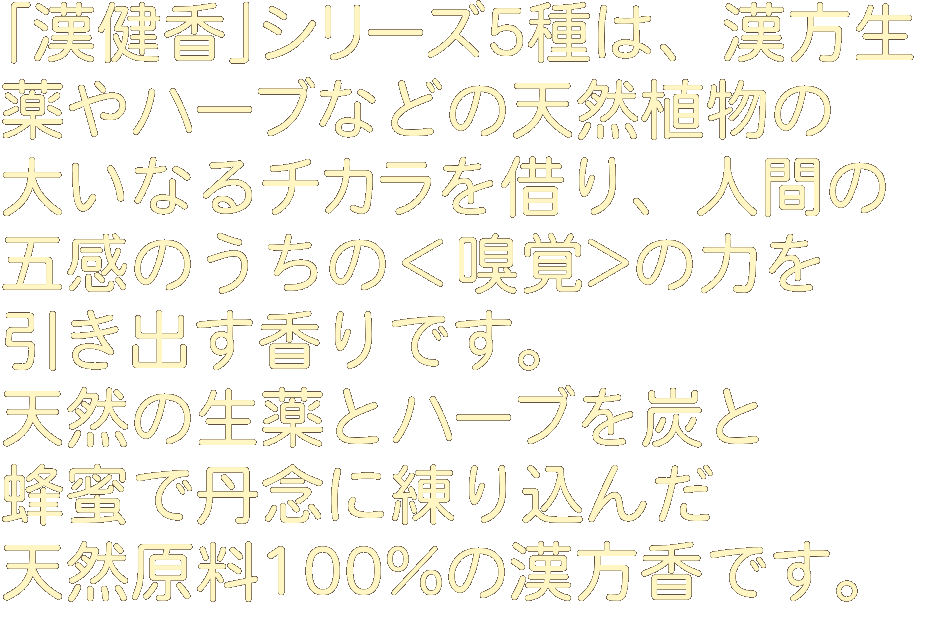 「漢健香」シリーズ5種は、漢方生
薬やハーブなどの天然植物の
大いなるチカラを借り、人間の
五感のうちの＜嗅覚＞の力を
引き出す香りです。
天然の生薬とハーブを炭と
蜂蜜で丹念に練り込んだ
天然原料100%の漢方香です。